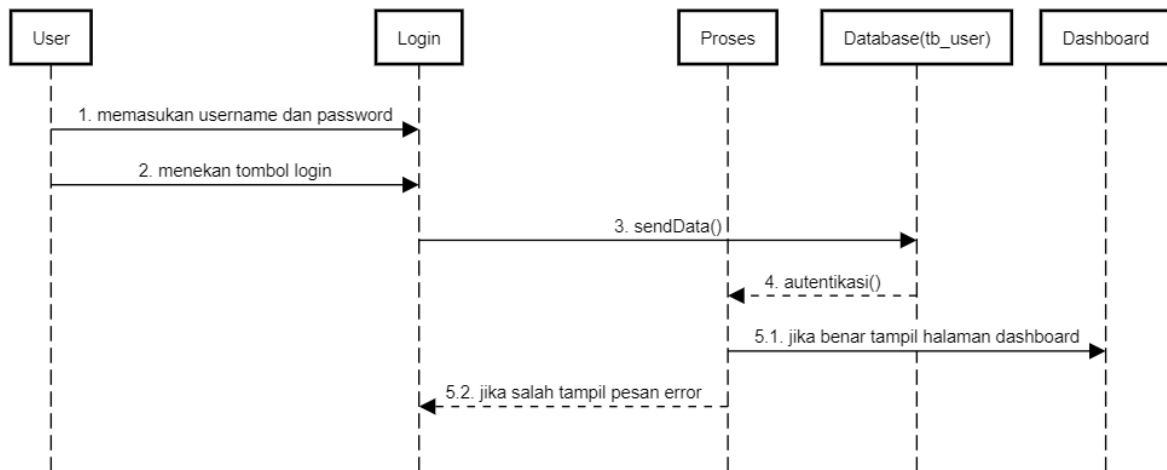 User
Login
Proses
Database(tb_user)
Dashboard
1. memasukan username dan password
2. menekan tombol login
3. sendData()
4. autentikasi()
5.1. jika benar tampil halaman dashboard
5.2. jika salah tampil pesan error